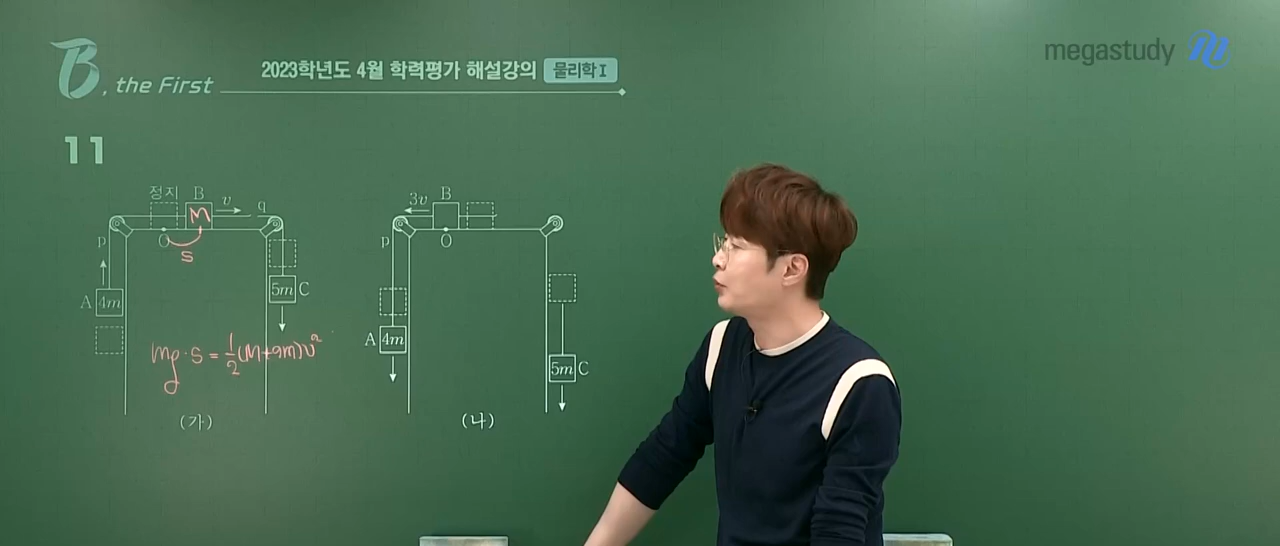 B, the First
2023학년도 4월 학력평가 해설강의 물리학 I
megastudy
11
정지 B v q
M
p O
s
A 4m
5m C
mg·s = 1/2 (M+9m)v²
(가)
3v B
p O
A 4m
5m C
(나)